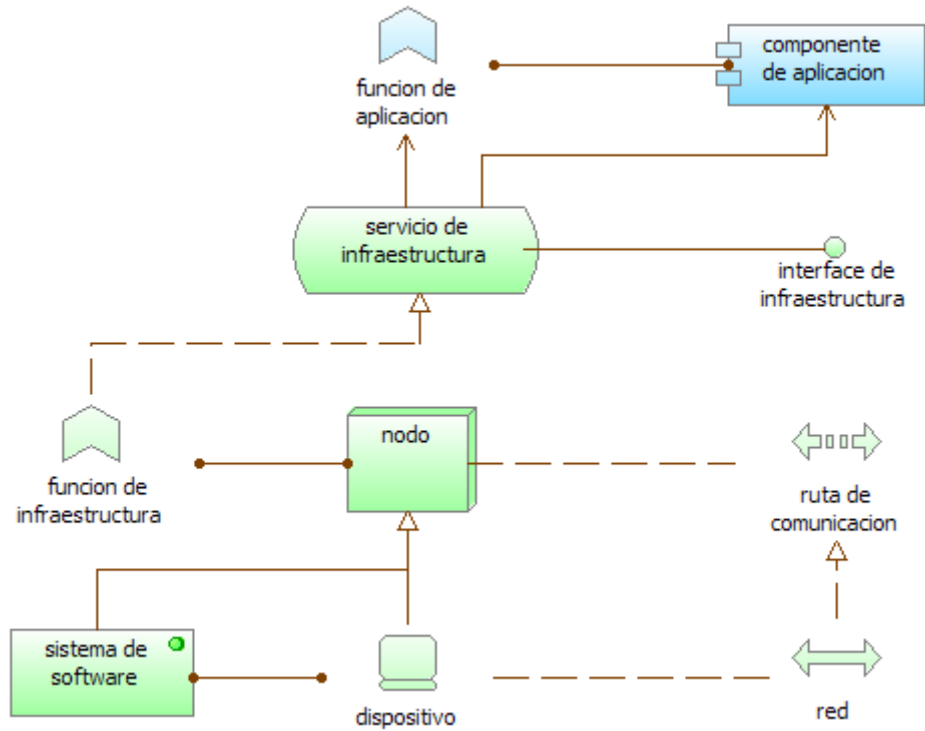 componente
de aplicacion
funcion de
aplicacion
servicio de
infraestructura
interface de
infraestructura
nodo
funcion de
infraestructura
ruta de
comunicacion
sistema de
software
dispositivo
red